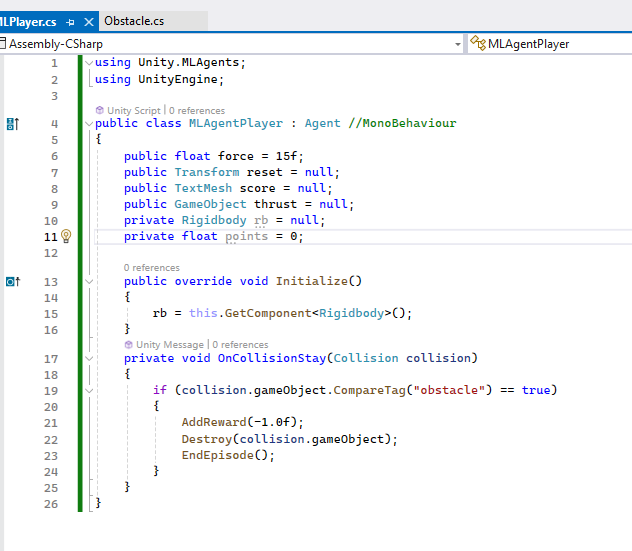 MLPlayer.cs
Obstacle.cs
Assembly-CSharp
MLAgentPlayer
1 using Unity.MLAgents;
2 using UnityEngine;
3
Unity Script | 0 references
4 public class MLAgentPlayer : Agent //MonoBehaviour
5 {
6 public float force = 15f;
7 public Transform reset = null;
8 public TextMesh score = null;
9 public GameObject thrust = null;
10 private Rigidbody rb = null;
11 private float points = 0;
12
0 references
13 public override void Initialize()
14 {
15 rb = this.GetComponent<Rigidbody>();
16 }
Unity Message | 0 references
17 private void OnCollisionStay(Collision collision)
18 {
19 if (collision.gameObject.CompareTag("obstacle") == true)
20 {
21 AddReward(-1.0f);
22 Destroy(collision.gameObject);
23 EndEpisode();
24 }
25 }
26 }